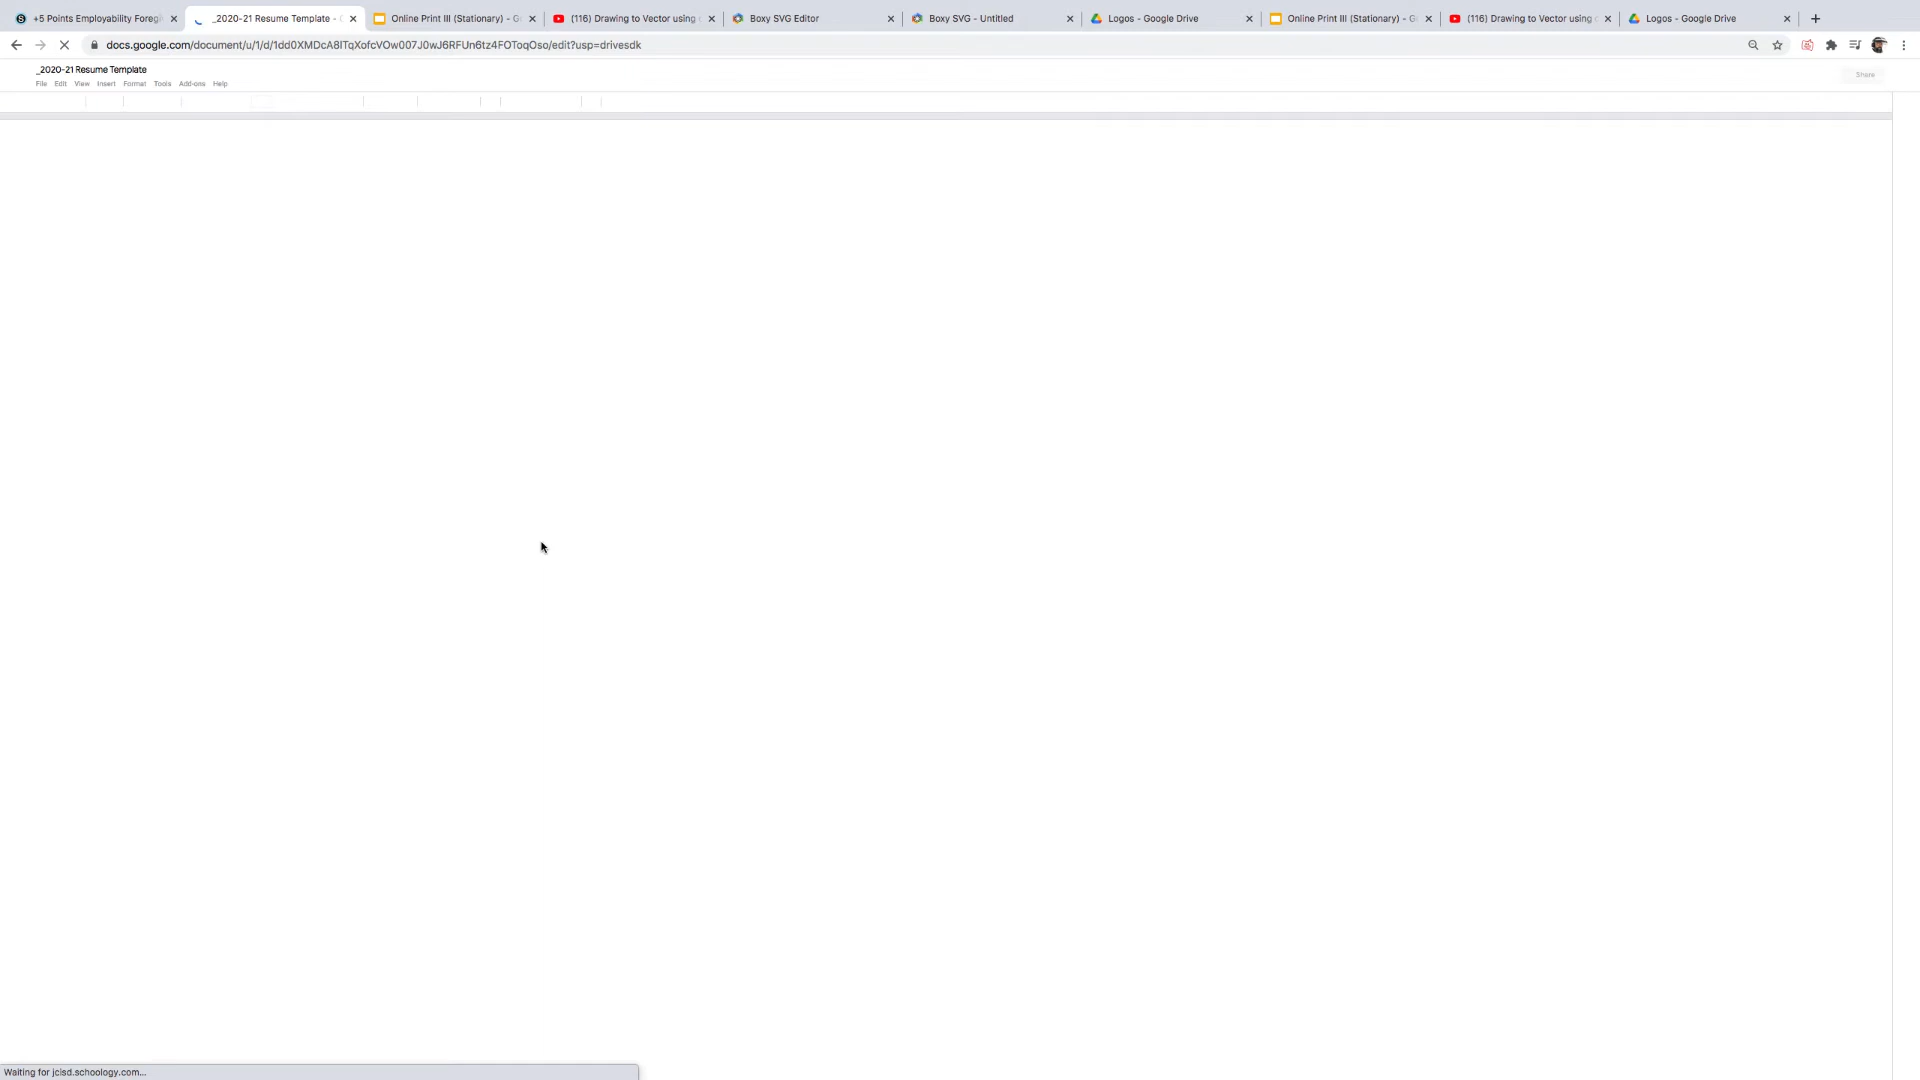 +5 Points Employability Foregi
_2020-21 Resume Template -
Online Print III (Stationary) - G
(116) Drawing to Vector using
Boxy SVG Editor
Boxy SVG - Untitled
Logos - Google Drive
Online Print III (Stationary) - G
(116) Drawing to Vector using
Logos - Google Drive
docs.google.com/document/u/1/d/1dd0XMDcA8ITqXofcVOw007J0wJ6RFUn6tz4FOToqOso/edit?usp=drivesdk
_2020-21 Resume Template
File Edit View Insert Format Tools Add-ons Help
Share
Waiting for jcisd.schoology.com...